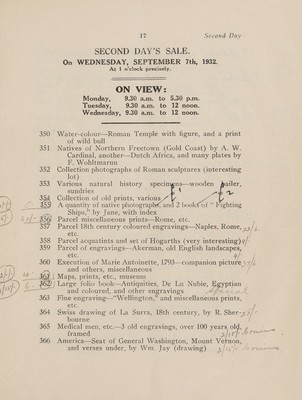 17 Second Day
SECOND DAY'S SALE.
On WEDNESDAY, SEPTEMBER 7th, 1932.
At 1 o'clock precisely.
ON VIEW:
Monday, 9.30 a.m. to 5.30 p.m.
Tuesday, 9.30 a.m. to 12 noon.
Wednesday, 9.30 a.m. to 12 noon.
350 Water-colour—Roman Temple with figure, and a print
of wild bull
351 Natives of Northern Freetown (Gold Coast) by A. W.
Cardinal, another—Dutch Africa, and many plates by
F. Wohltmarnu
352 Collection photographs of Roman sculptures (interesting
lot)
353 Various natural history specimens—wooden
sundries
354 Collection of old prints, various
355 A quantity of native photographs, and 2 books of "Fighting
Ships," by Jane, with index
356 Parcel miscellaneous prints—Rome, etc.
357 Parcel 18th century coloured engravings—Naples, Rome,
etc.
358 Parcel acquatints and set of Hogarths (very interesting)
359 Parcel of engravings—Akerman, old English landscapes,
etc.
360 Execution of Marie Antoinette, 1793—companion picture
and others, miscellaneous
361 Maps, prints, etc., museum
362 Large folio book—Antiquities, De Lu Nubie, Egyptian
and coloured, and other engravings
363 Fine engraving—"Wellington," and miscellaneous prints,
etc.
364 Swiss drawing of La Surva, 18th century, by R. Sher-
bourne
365 Medical men, etc.—3 old engravings, over 100 years old,
framed
366 America—Seat of General Washington, Mount Vernon,
and verses under, by Wm. Jay (drawing)